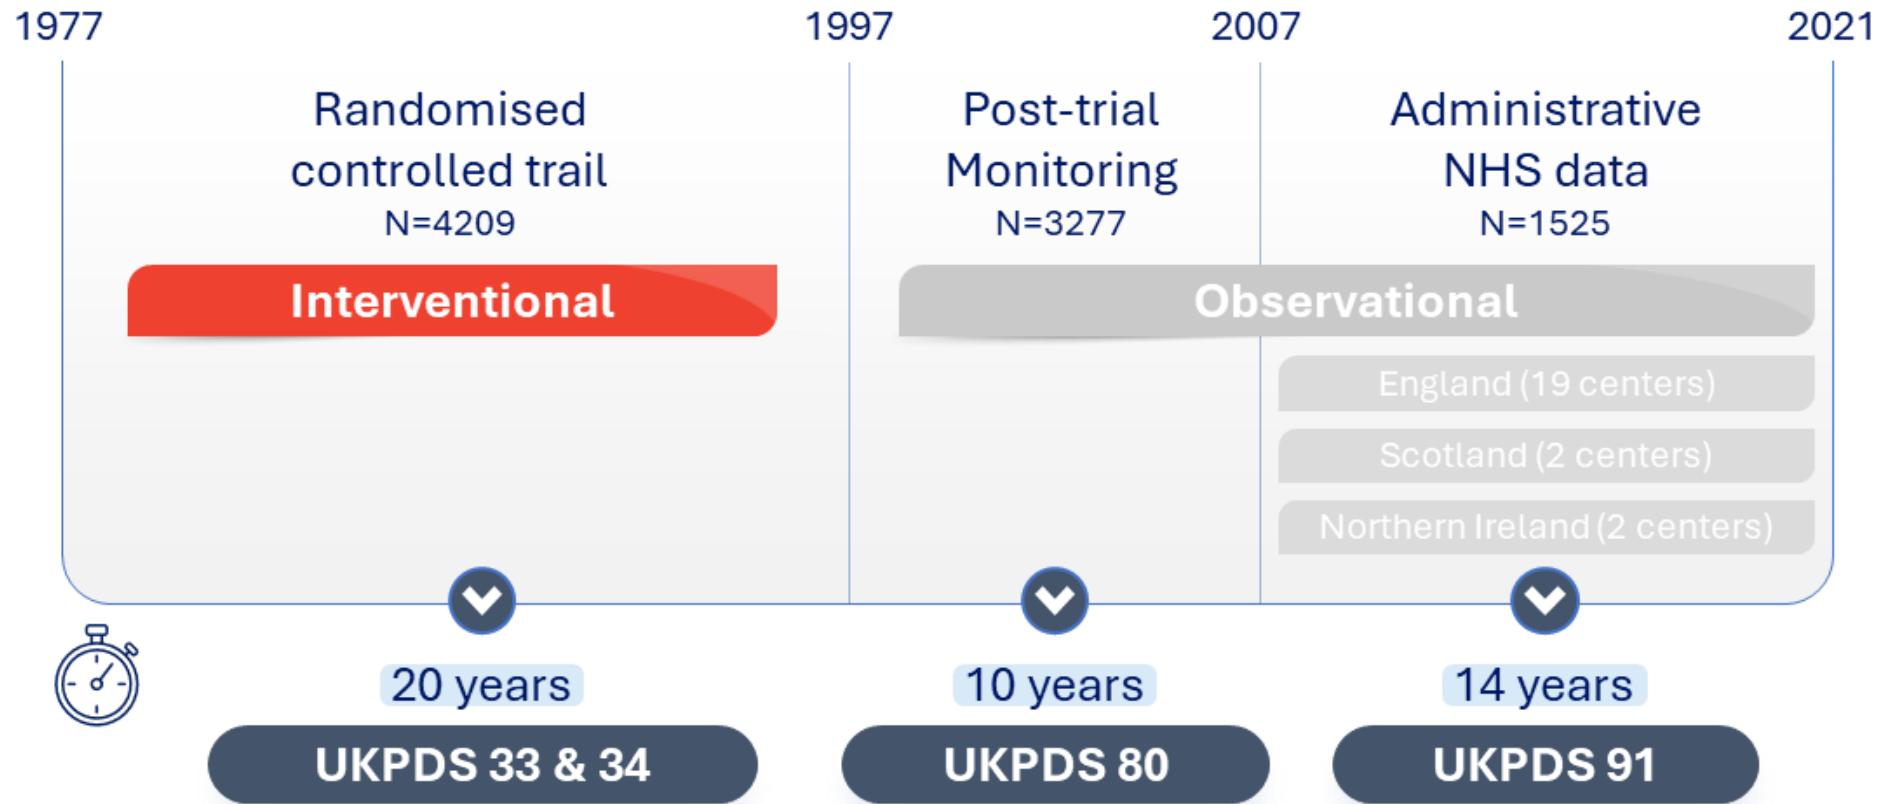 1977
1997
2007
2021
Randomised
controlled trail
N=4209
Post-trial
Monitoring
N=3277
Administrative
NHS data
N=1525
Interventional
Observational
England (19 centers)
Scotland (2 centers)
Northern Ireland (2 centers)
20 years
10 years
14 years
UKPDS 33 & 34
UKPDS 80
UKPDS 91